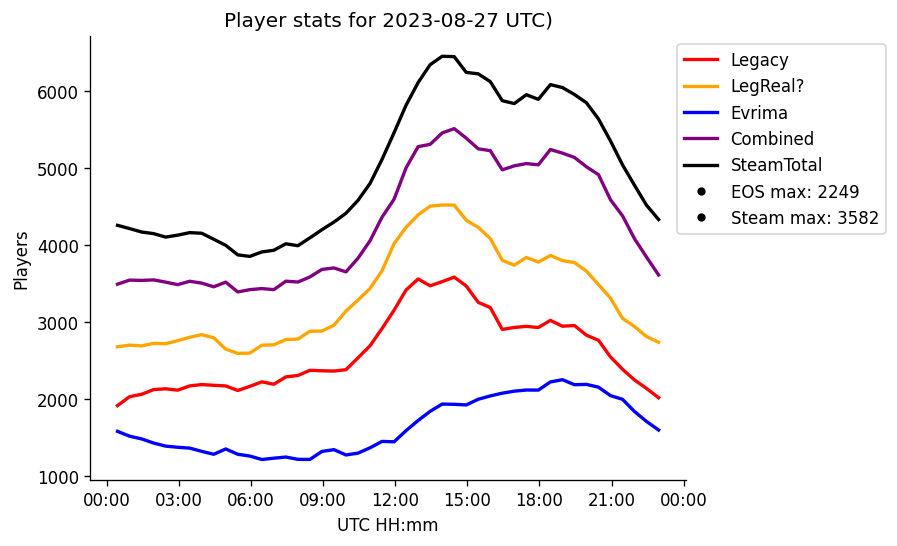 Player stats for 2023-08-27 UTC)
Legacy
LegReal?
Evrima
Combined
SteamTotal
EOS max: 2249
Steam max: 3582
Players
6000
5000
4000
3000
2000
1000
00:00 03:00 06:00 09:00 12:00 15:00 18:00 21:00 00:00
UTC HH:mm